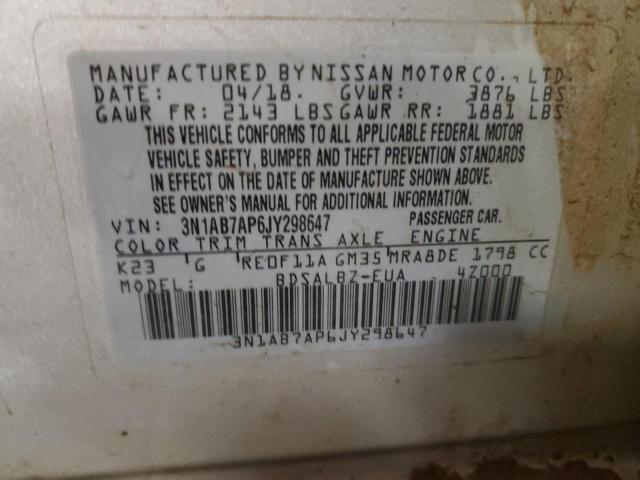 MANUFACTURED BY NISSAN MOTOR CO., LTD.
DATE: 04/18. GVWR: 3876 LBS
GAWR FR: 2143 LBS GAWR RR: 1881 LBS
THIS VEHICLE CONFORMS TO ALL APPLICABLE FEDERAL MOTOR
VEHICLE SAFETY, BUMPER AND THEFT PREVENTION STANDARDS
IN EFFECT ON THE DATE OF MANUFACTURE SHOWN ABOVE.
SEE OWNER'S MANUAL FOR ADDITIONAL INFORMATION.
VIN: 3N1AB7AP6JY298647 PASSENGER CAR.
COLOR TRIM TRANS AXLE ENGINE
K23 G RE0F11A GM35 MRA8DE 1798 CC
MODEL: BDSALBZ-EUA 4Z000
3N1AB7AP6JY298647